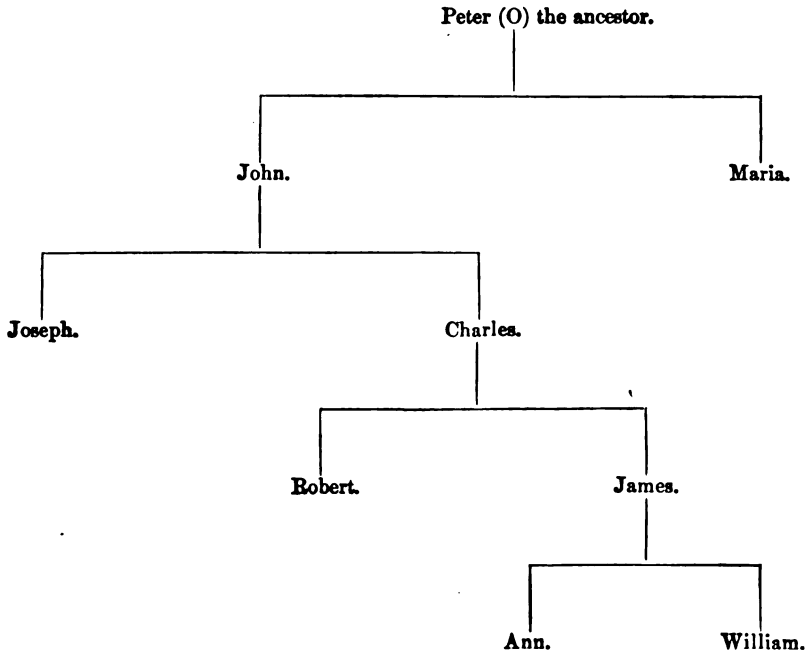 Peter (O) the ancestor.
John. Maria.
Joseph. Charles.
Robert. James.
Ann. William.